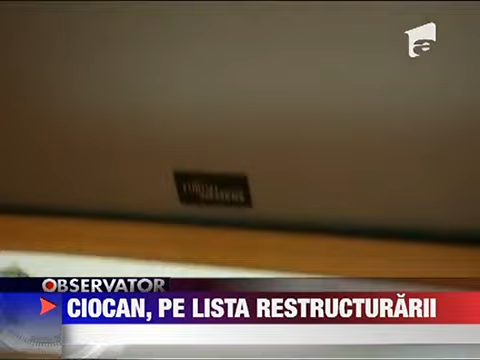 OBSERVATOR
CIOCAN, PE LISTA RESTRUCTURĂRII